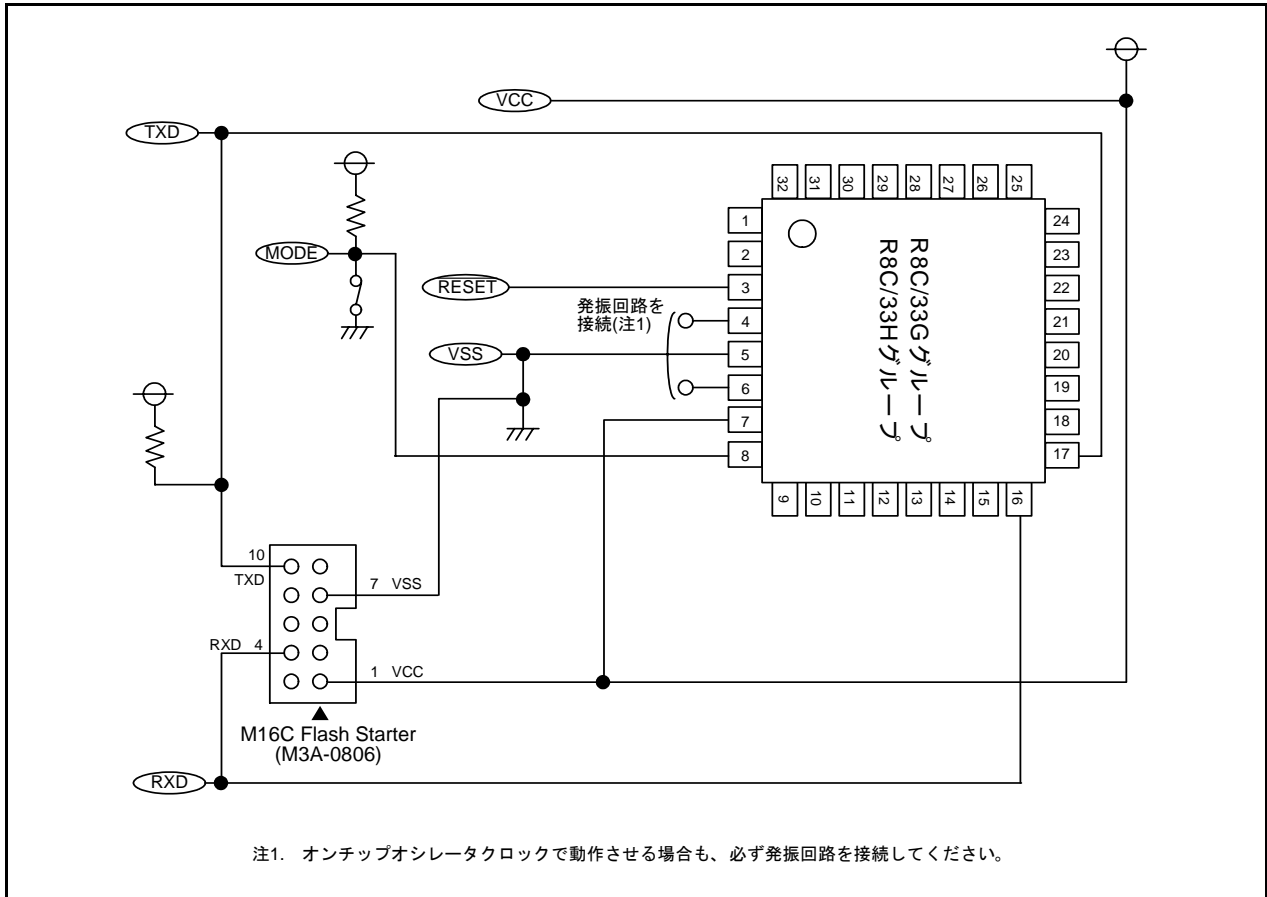 VCC
TXD
MODE
RESET
発振回路を
接続(注1)
VSS
32
31
30
29
28
27
26
25
1
2
3
4
5
6
7
8
24
23
22
21
20
19
18
17
9
10
11
12
13
14
15
16
R8C/33Gグループ
R8C/33Hグループ
10
TXD
7 VSS
RXD 4
1 VCC
M16C Flash Starter
(M3A-0806)
RXD
注1. オンチップオシレータクロックで動作させる場合も、必ず発振回路を接続してください。